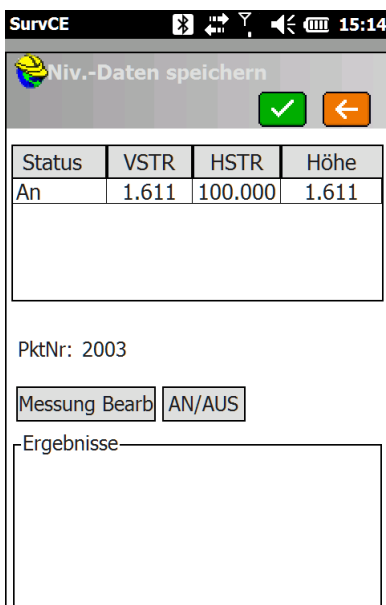 SurvCE 15:14
Niv.-Daten speichern
Status VSTR HSTR Höhe
An 1.611 100.000 1.611
PktNr: 2003
Messung Bearb AN/AUS
Ergebnisse